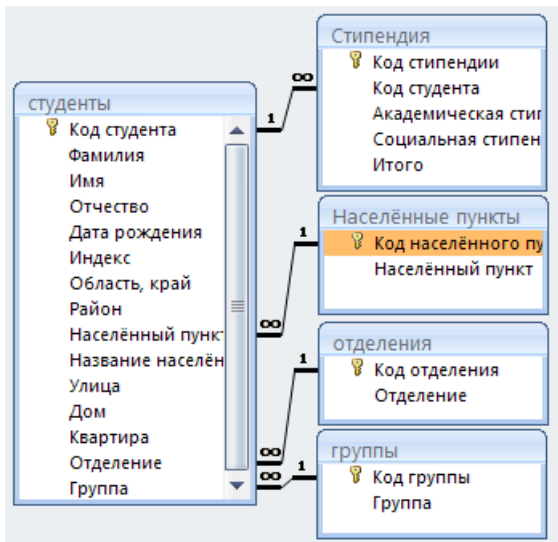 студенты
Код студента
Фамилия
Имя
Отчество
Дата рождения
Индекс
Область, край
Район
Населённый пункт
Название населён
Улица
Дом
Квартира
Отделение
Группа
1
∞
Стипендия
Код стипендии
Код студента
Академическая стип
Социальная стипен
Итого
1
∞
Населённые пункты
Код населённого пу
Населённый пункт
1
∞
отделения
Код отделения
Отделение
1
∞
группы
Код группы
Группа